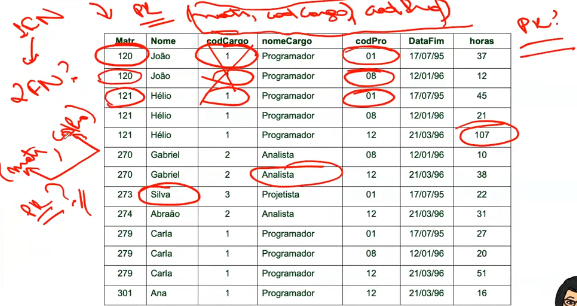 1FN PK (matr, codCargo, codProj) PK?
2FN?
Matr. Nome codCargo nomeCargo codPro DataFim horas
120 João 1 Programador 01 17/07/95 37
120 João 1 Programador 08 12/01/96 12
121 Hélio 1 Programador 01 17/07/95 45
121 Hélio 1 Programador 08 12/01/96 21
121 Hélio 1 Programador 12 21/03/96 107
270 Gabriel 2 Analista 08 12/01/96 10
270 Gabriel 2 Analista 12 21/03/96 38
273 Silva 3 Projetista 01 17/07/95 22
274 Abraão 2 Analista 12 21/03/96 31
279 Carla 1 Programador 01 17/07/95 27
279 Carla 1 Programador 08 12/01/96 20
279 Carla 1 Programador 12 21/03/96 51
301 Ana 1 Programador 12 21/03/96 16
(matr,
PK?